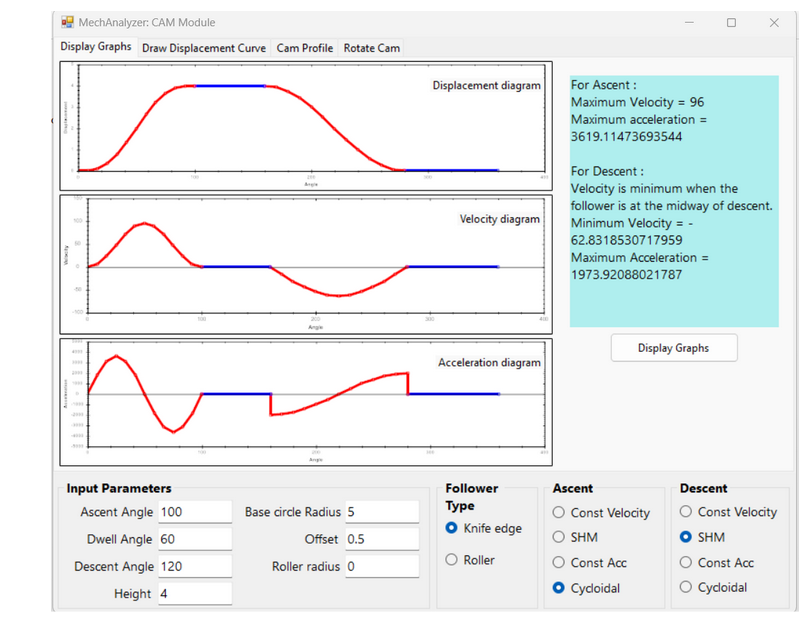 MechAnalyzer: CAM Module
Display Graphs Draw Displacement Curve Cam Profile Rotate Cam
Displacement diagram
Displacement
100 200 300 400
Angle
Velocity diagram
150
100
50
0
-50
-100
Velocity
0 100 200 300 400
Angle
Acceleration diagram
5000
4000
3000
2000
1000
0
-1000
-2000
-3000
-4000
-5000
Acceleration
0 100 200 300 400
Angle
For Ascent :
Maximum Velocity = 96
Maximum acceleration =
3619.11473693544
For Descent :
Velocity is minimum when the
follower is at the midway of descent.
Minimum Velocity = -
62.8318530717959
Maximum Acceleration =
1973.92088021787
Display Graphs
Input Parameters
Ascent Angle 100
Dwell Angle 60
Descent Angle 120
Height 4
Base circle Radius 5
Offset 0.5
Roller radius 0
Follower
Type
Knife edge
Roller
Ascent
Const Velocity
SHM
Const Acc
Cycloidal
Descent
Const Velocity
SHM
Const Acc
Cycloidal